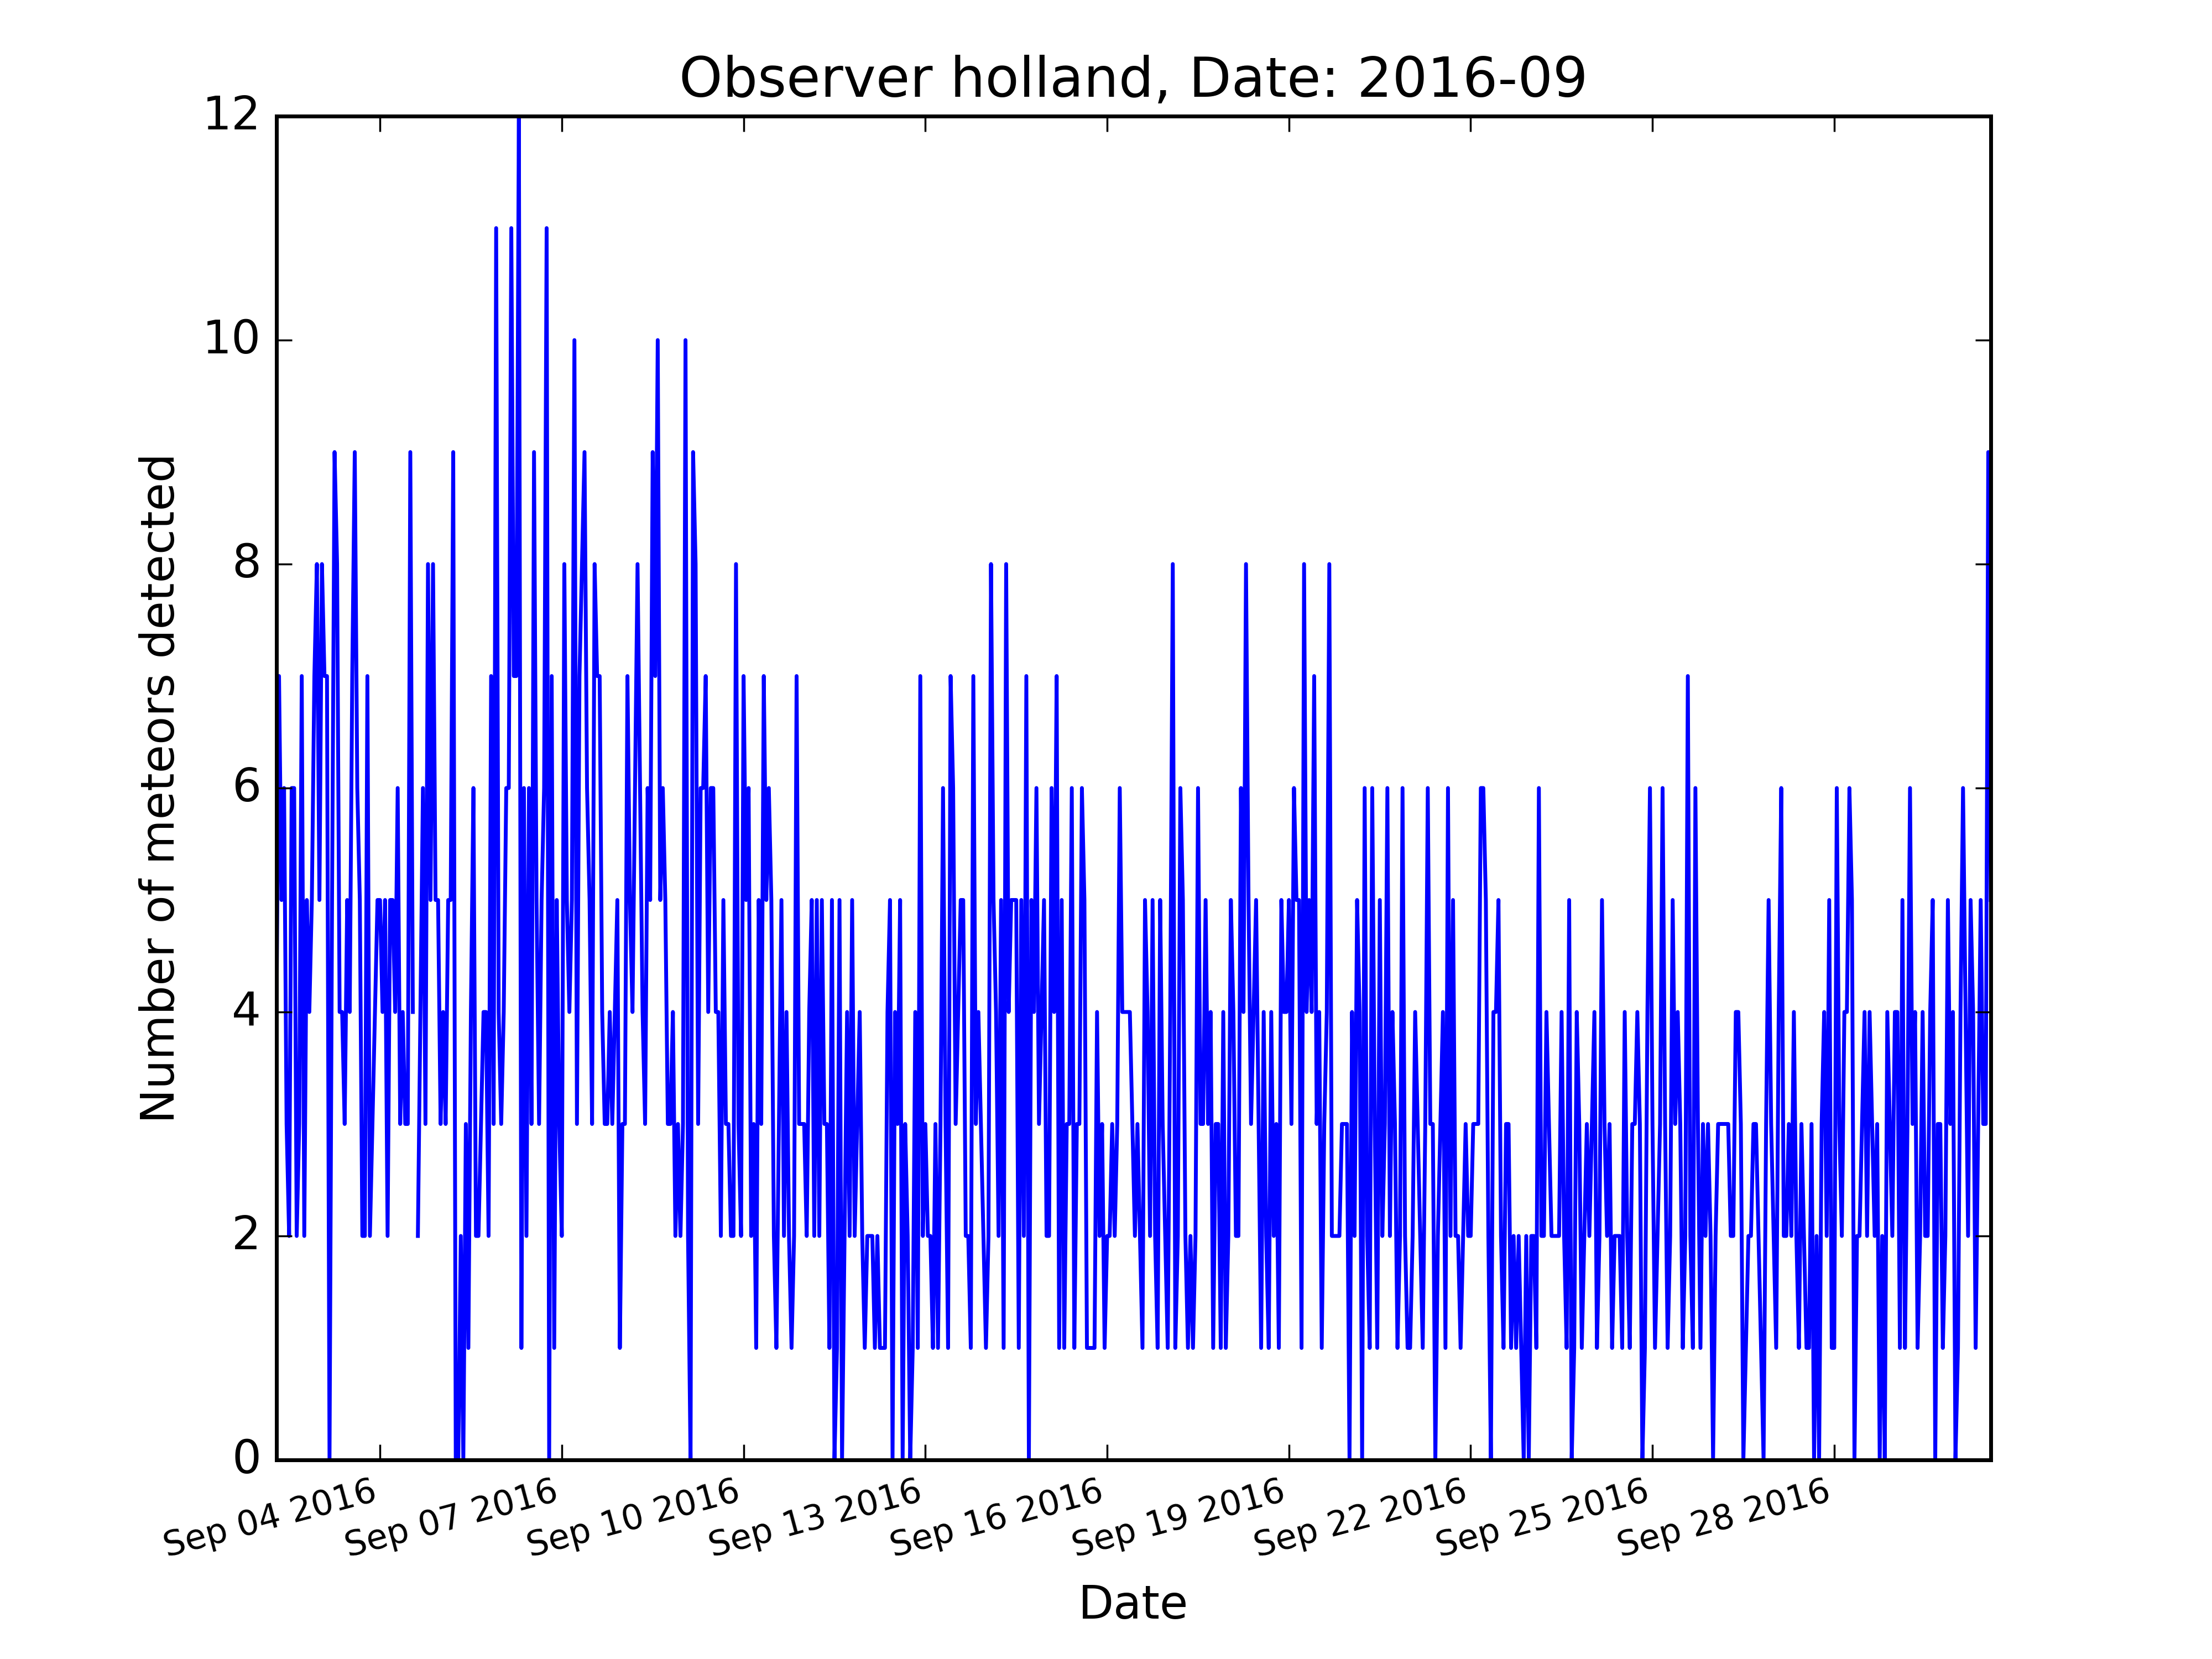 Observer holland, Date: 2016-09
Number of meteors detected
12
10
8
6
4
2
0
Sep 04 2016
Sep 07 2016
Sep 10 2016
Sep 13 2016
Sep 16 2016
Sep 19 2016
Sep 22 2016
Sep 25 2016
Sep 28 2016
Date